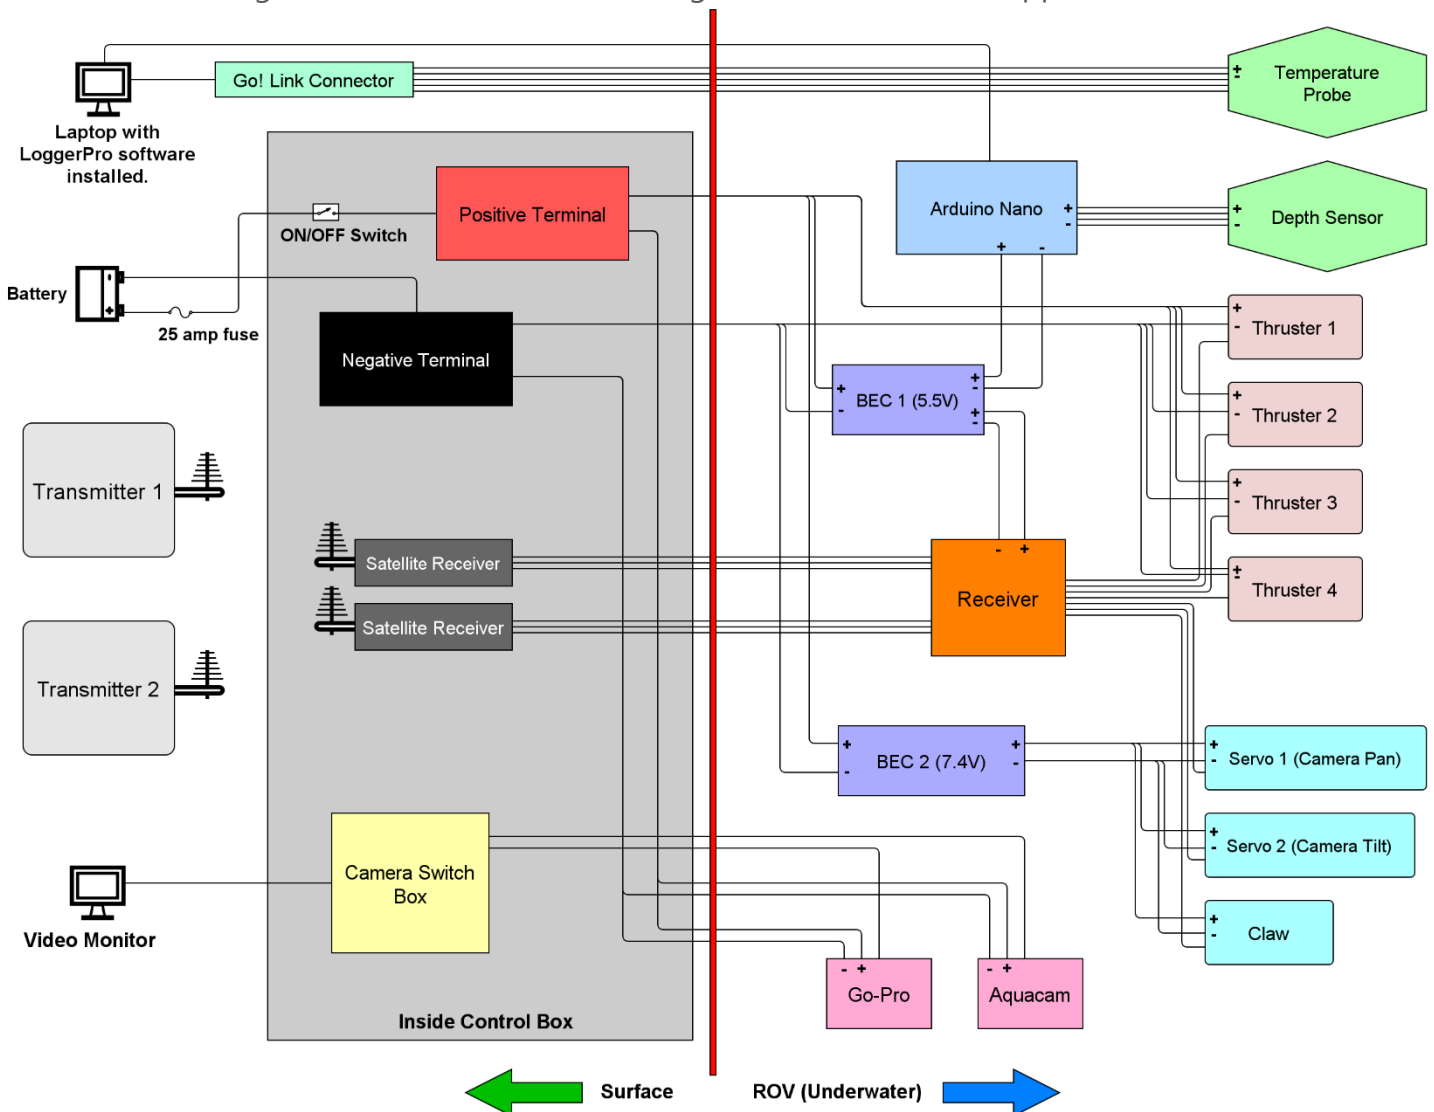 Go! Link Connector
Temperature
Probe
Laptop with
LoggerPro software
installed.
Positive Terminal
ON/OFF Switch
Arduino Nano
Depth Sensor
Battery
25 amp fuse
Negative Terminal
Thruster 1
BEC 1 (5.5V)
Thruster 2
Transmitter 1
Thruster 3
Satellite Receiver
Receiver
Thruster 4
Satellite Receiver
Transmitter 2
BEC 2 (7.4V)
Servo 1 (Camera Pan)
Servo 2 (Camera Tilt)
Camera Switch
Box
Video Monitor
Claw
Go-Pro
Aquacam
Inside Control Box
Surface
ROV (Underwater)